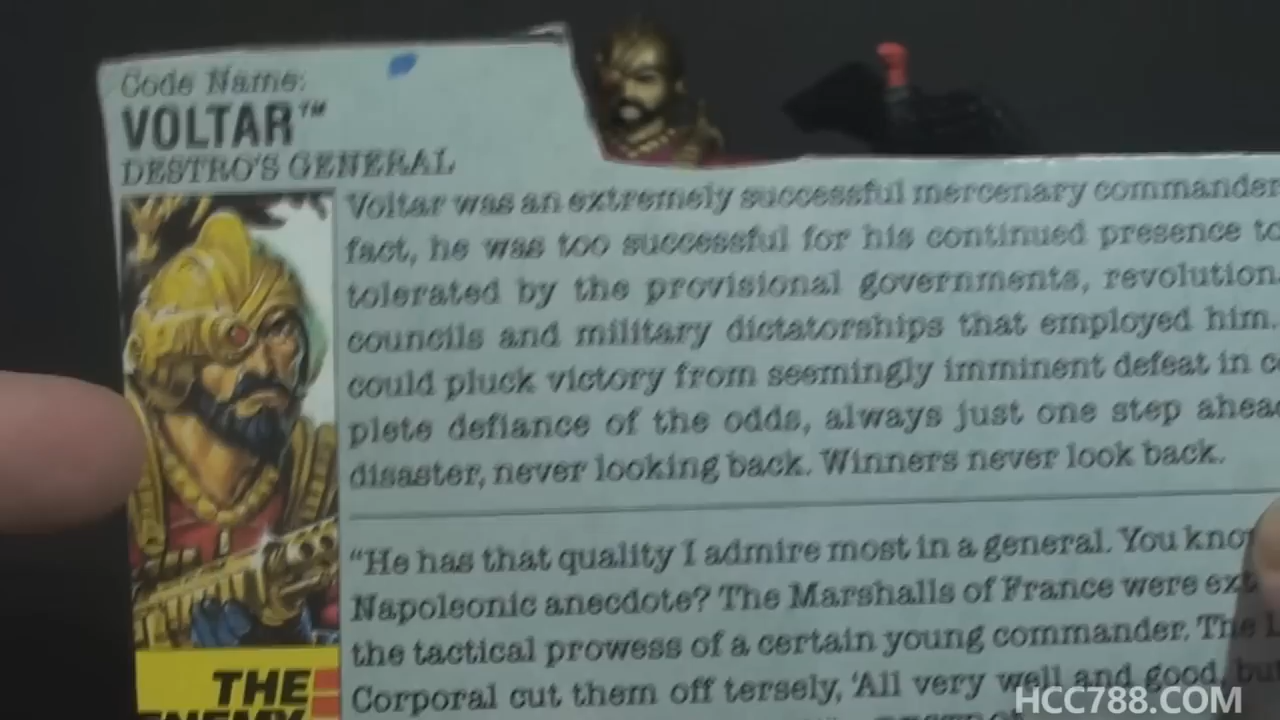 Code Name:
VOLTAR™
DESTRO'S GENERAL
Voltar was an extremely successful mercenary commander
fact, he was too successful for his continued presence to
tolerated by the provisional governments, revolution
councils and military dictatorships that employed him.
could pluck victory from seemingly imminent defeat in c
plete defiance of the odds, always just one step ahea
disaster, never looking back. Winners never look back.
"He has that quality I admire most in a general. You know
Napoleonic anecdote? The Marshalls of France were ext
the tactical prowess of a certain young commander. The
Corporal cut them off tersely, 'All very well and good, but
THE
ENEMY
HCC788.COM